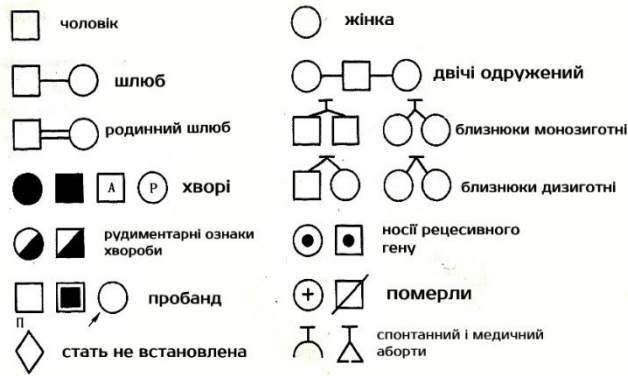 чоловік
жінка
шлюб
двічі одружений
родинний шлюб
близнюки монозиготні
А
Р
хворі
близнюки дизиготні
рудиментарні ознаки
хвороби
носії рецесивного
гену
П
пробанд
померли
стать не встановлена
спонтанний і медичний
аборти